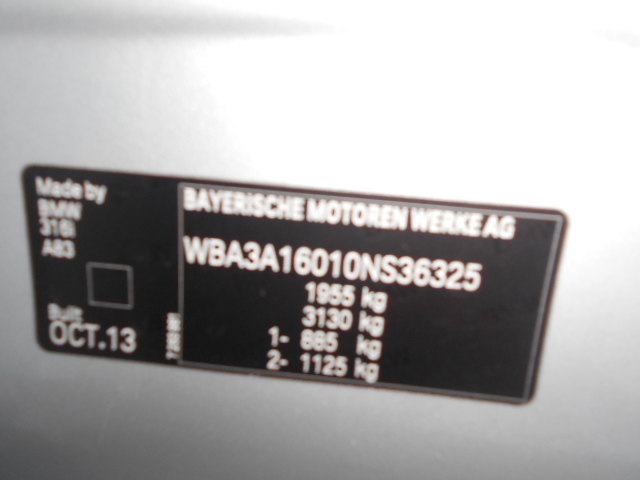 Made by
BMW
316i
A83
Built
OCT.13
BAYERISCHE MOTOREN WERKE AG
WBA3A16010NS36325
1955 kg
3130 kg
1- 885 kg
2- 1125 kg